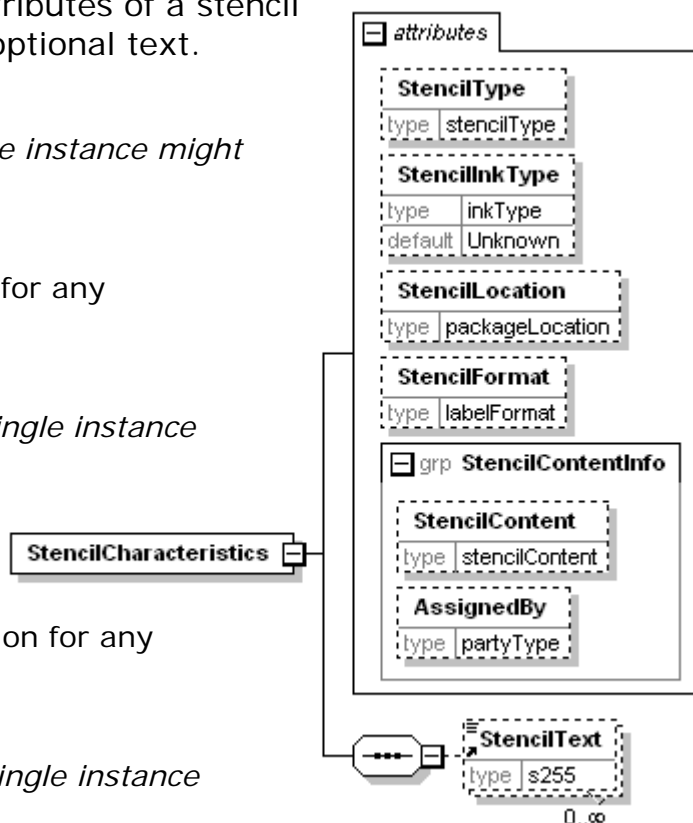 tributes of a stencil
optional text.
e instance might
for any
ingle instance
on for any
ingle instance
StencilCharacteristics
attributes
StencilType
type stencilType
StencilInkType
type inkType
default Unknown
StencilLocation
type packageLocation
StencilFormat
type labelFormat
grp StencilContentInfo
StencilContent
type stencilContent
AssignedBy
type partyType
StencilText
type s255
0..∞